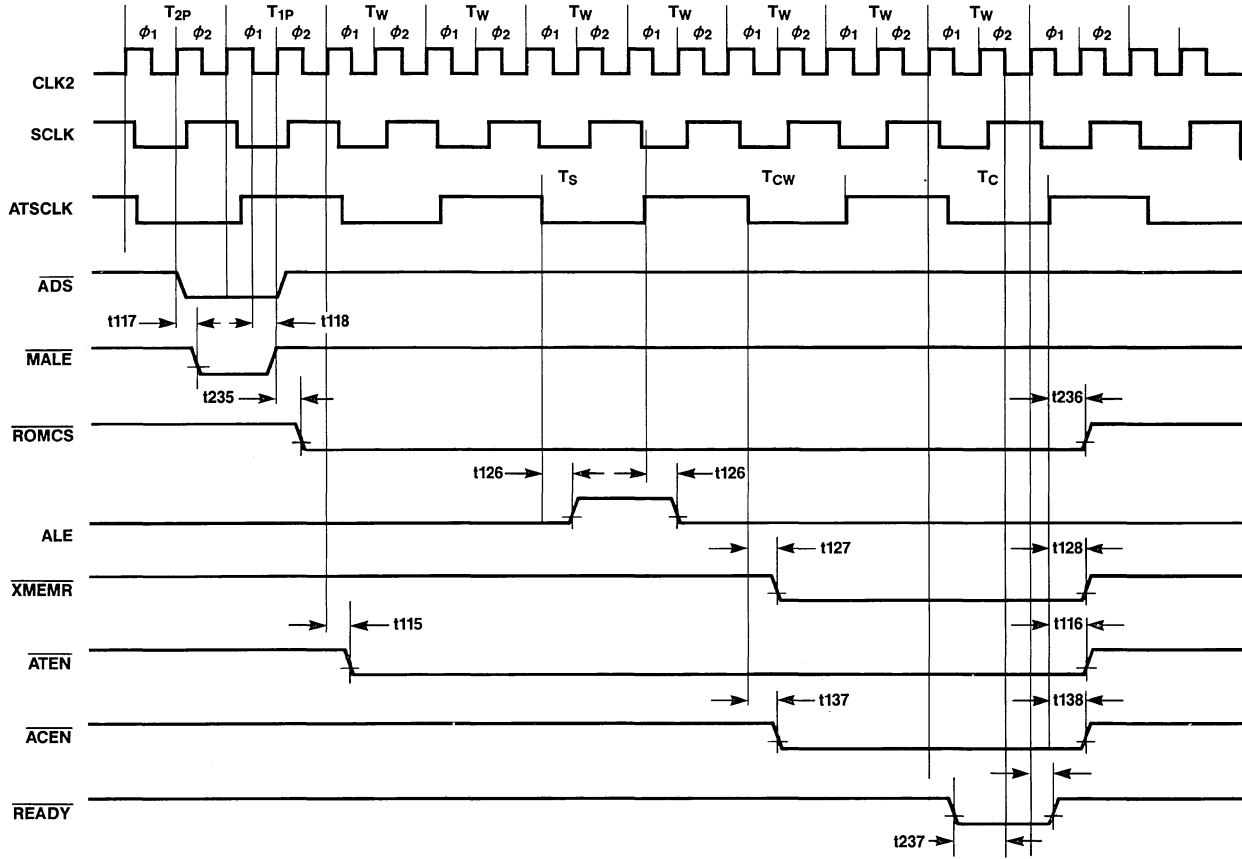 T2P T1P TW TW TW TW TW TW TW
ϕ1 ϕ2 ϕ1 ϕ2 ϕ1 ϕ2 ϕ1 ϕ2 ϕ1 ϕ2 ϕ1 ϕ2 ϕ1 ϕ2 ϕ1 ϕ2 ϕ1 ϕ2 ϕ1 ϕ2
CLK2
SCLK
TS TCW TC
ATSCLK
ADS
t117 t118
MALE
t235 t236
ROMCS
t126 t126
ALE
t127 t128
XMEMR
t115 t116
ATEN
t137 t138
ACEN
READY
t237